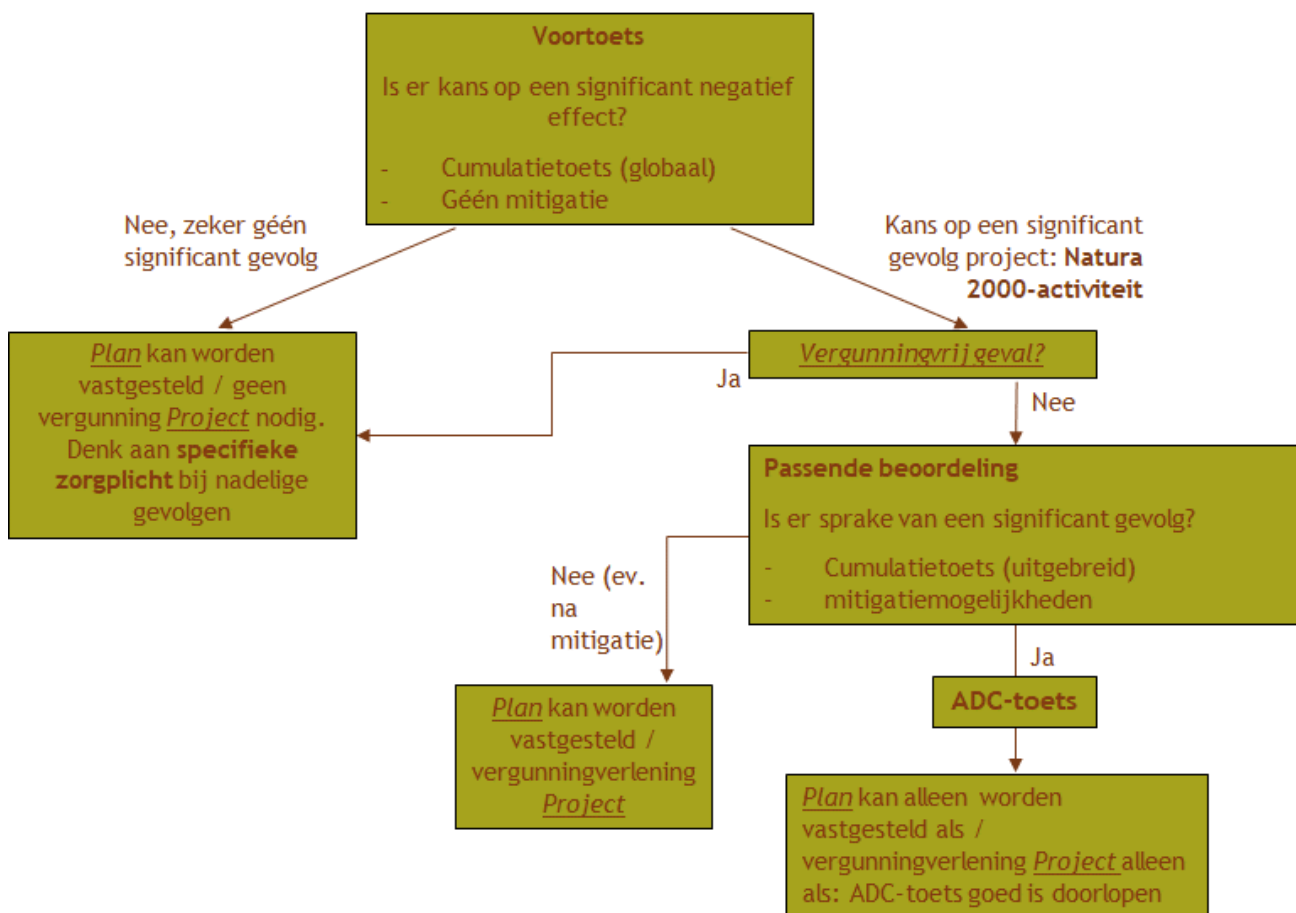 Voortoets
Is er kans op een significant negatief
effect?
- Cumulatietoets (globaal)
- Géén mitigatie
Nee, zeker géén
significant gevolg
Kans op een significant
gevolg project: Natura
2000-activiteit
Plan kan worden
vastgesteld / geen
vergunning Project nodig.
Denk aan specifieke
zorgplicht bij nadelige
gevolgen
Vergunningvrij geval?
Ja
Nee
Passende beoordeling
Is er sprake van een significant gevolg?
- Cumulatietoets (uitgebreid)
- mitigatiemogelijkheden
Nee (ev.
na
mitigatie)
Ja
Plan kan worden
vastgesteld /
vergunningverlening
Project
ADC-toets
Plan kan alleen worden
vastgesteld als /
vergunningverlening Project alleen
als: ADC-toets goed is doorlopen